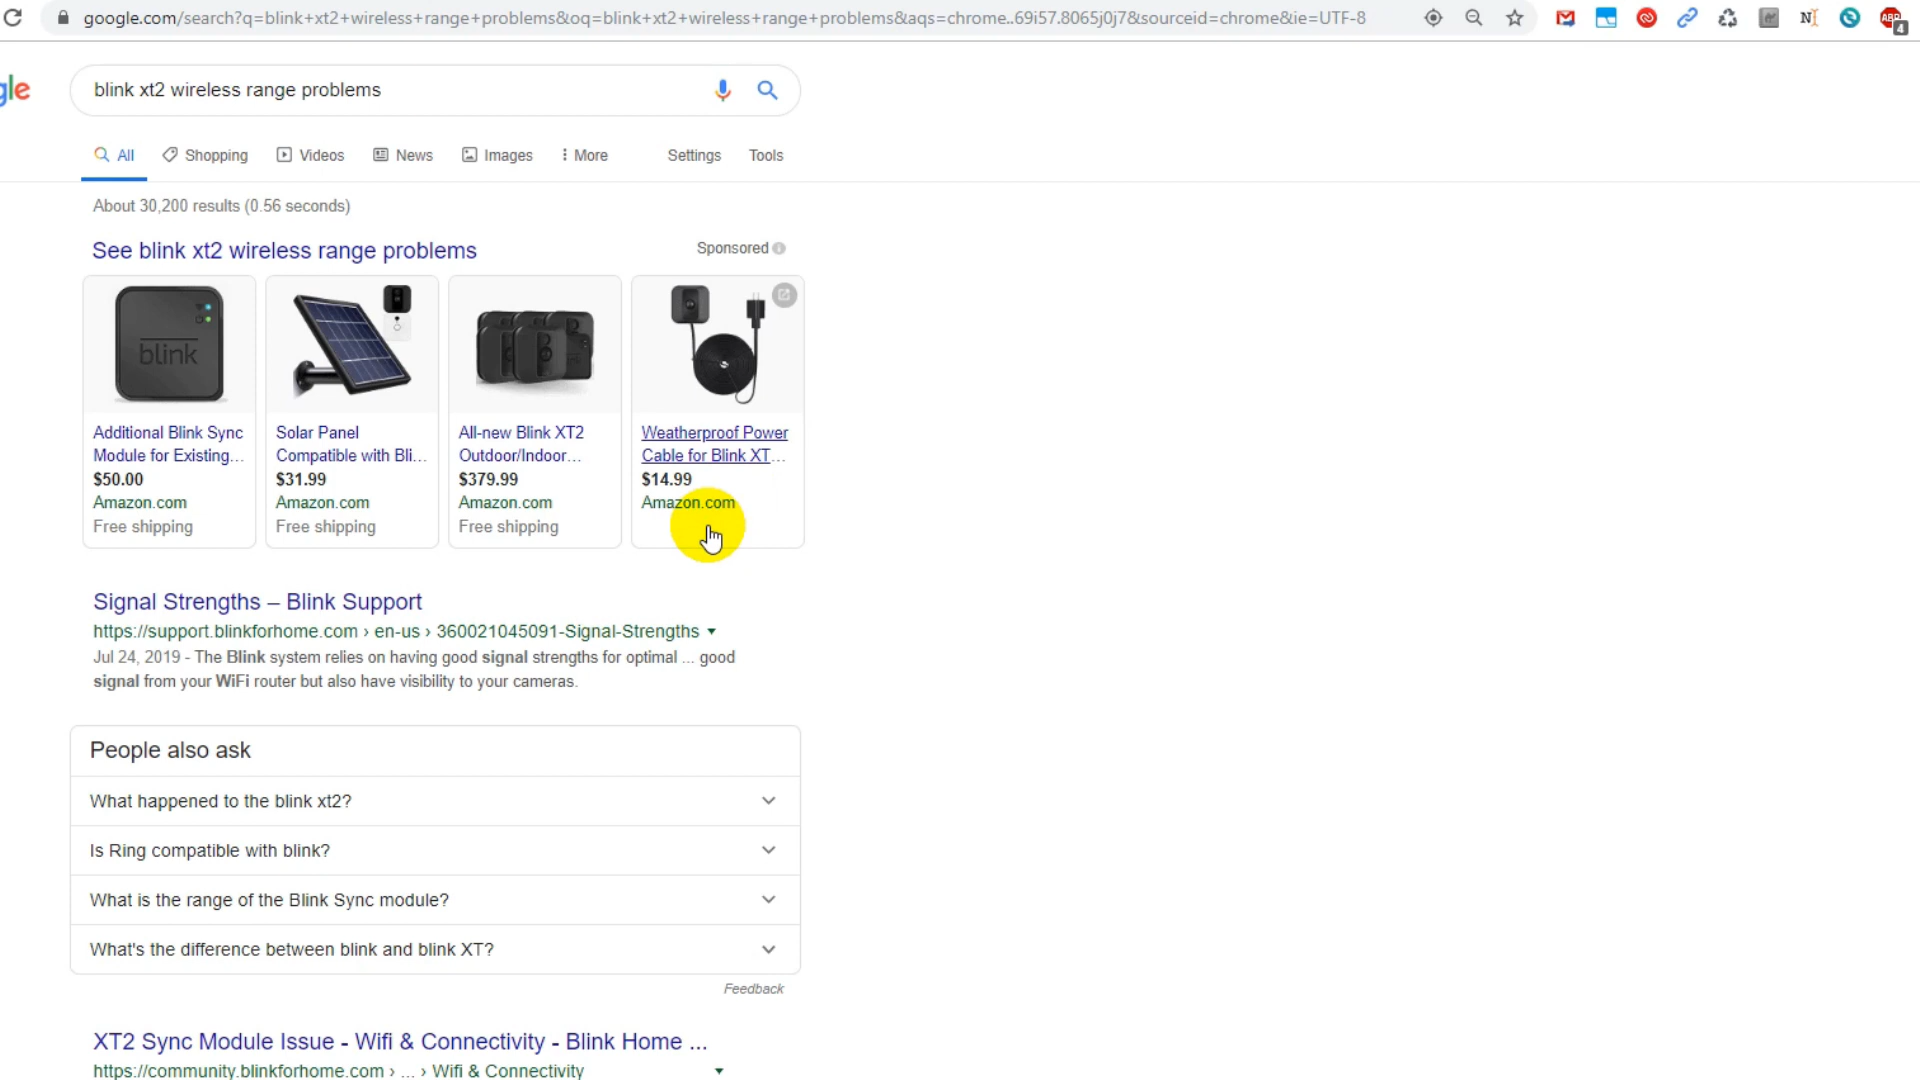 google.com/search?q=blink+xt2+wireless+range+problems&oq=blink+xt2+wireless+range+problems&aqs=chrome..69i57.8065j0j7&sourceid=chrome&ie=UTF-8
ABP
4
gle
blink xt2 wireless range problems
All
Shopping
Videos
News
Images
More
Settings
Tools
About 30,200 results (0.56 seconds)
See blink xt2 wireless range problems
Sponsored
blink
Additional Blink Sync
Module for Existing...
$50.00
Amazon.com
Free shipping
Solar Panel
Compatible with Bli...
$31.99
Amazon.com
Free shipping
All-new Blink XT2
Outdoor/Indoor...
$379.99
Amazon.com
Free shipping
Weatherproof Power
Cable for Blink XT...
$14.99
Amazon.com
Signal Strengths – Blink Support
https://support.blinkforhome.com › en-us › 360021045091-Signal-Strengths
Jul 24, 2019 - The Blink system relies on having good signal strengths for optimal ... good
signal from your WiFi router but also have visibility to your cameras.
People also ask
What happened to the blink xt2?
Is Ring compatible with blink?
What is the range of the Blink Sync module?
What's the difference between blink and blink XT?
Feedback
XT2 Sync Module Issue - Wifi & Connectivity - Blink Home ...
https://community.blinkforhome.com › ... › Wifi & Connectivity